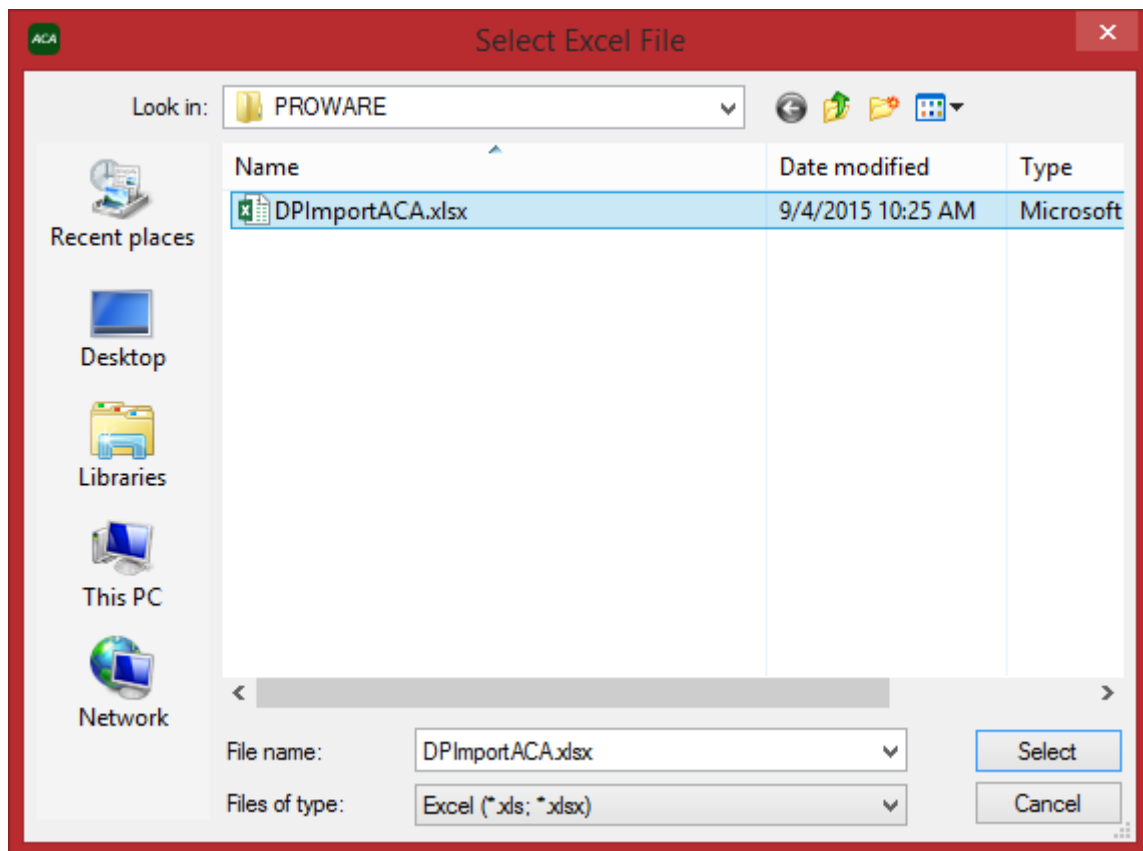 ACA
Select Excel File
Look in: PROWARE
Name Date modified Type
DPImportACA.xlsx 9/4/2015 10:25 AM Microsoft
Recent places
Desktop
Libraries
This PC
Network
File name: DPImportACA.xlsx Select
Files of type: Excel (*.xls; *.xlsx) Cancel